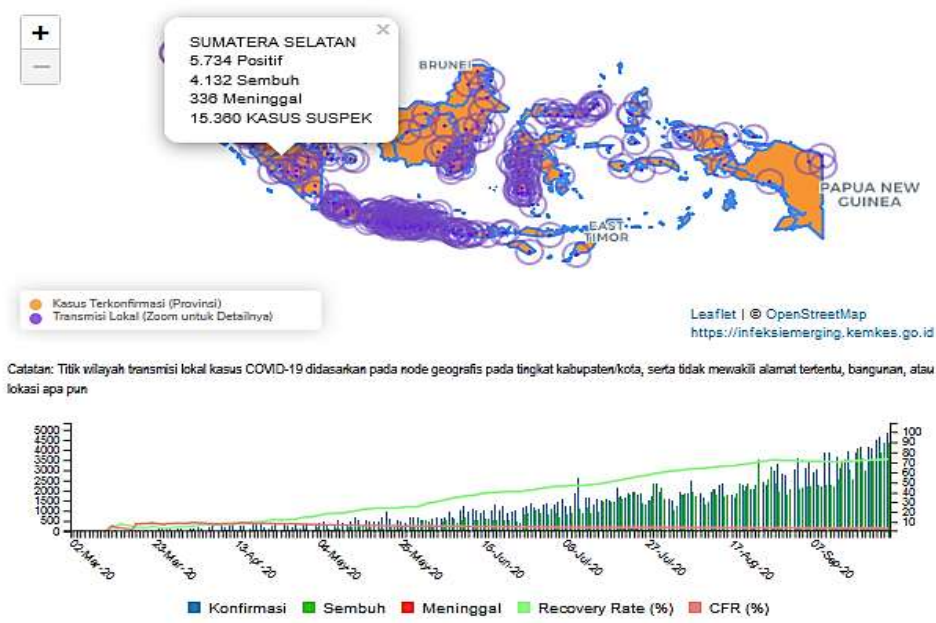 +
−
×
SUMATERA SELATAN
5.734 Positif
4.132 Sembuh
336 Meninggal
15.360 KASUS SUSPEK
BRUNEI
PAPUA NEW
GUINEA
EAST
TIMOR
Kasus Terkonfirmasi (Provinsi)
Transmisi Lokal (Zoom untuk Detailnya)
Leaflet | © OpenStreetMap
https://infeksiemerging.kemkes.go.id
Catatan: Titik wilayah transmisi lokal kasus COVID-19 didasarkan pada node geografis pada tingkat kabupaten/kota, serta tidak mewakili alamat tertentu, bangunan, atau
lokasi apa pun
5000
4500
4000
3500
3000
2500
2000
1500
1000
500
0
100
90
80
70
60
50
40
30
20
10
02-Mar-20
23-Mar-20
13-Apr-20
04-May-20
25-May-20
15-Jun-20
06-Jul-20
27-Jul-20
17-Aug-20
07-Sep-20
Konfirmasi Sembuh Meninggal Recovery Rate (%) CFR (%)